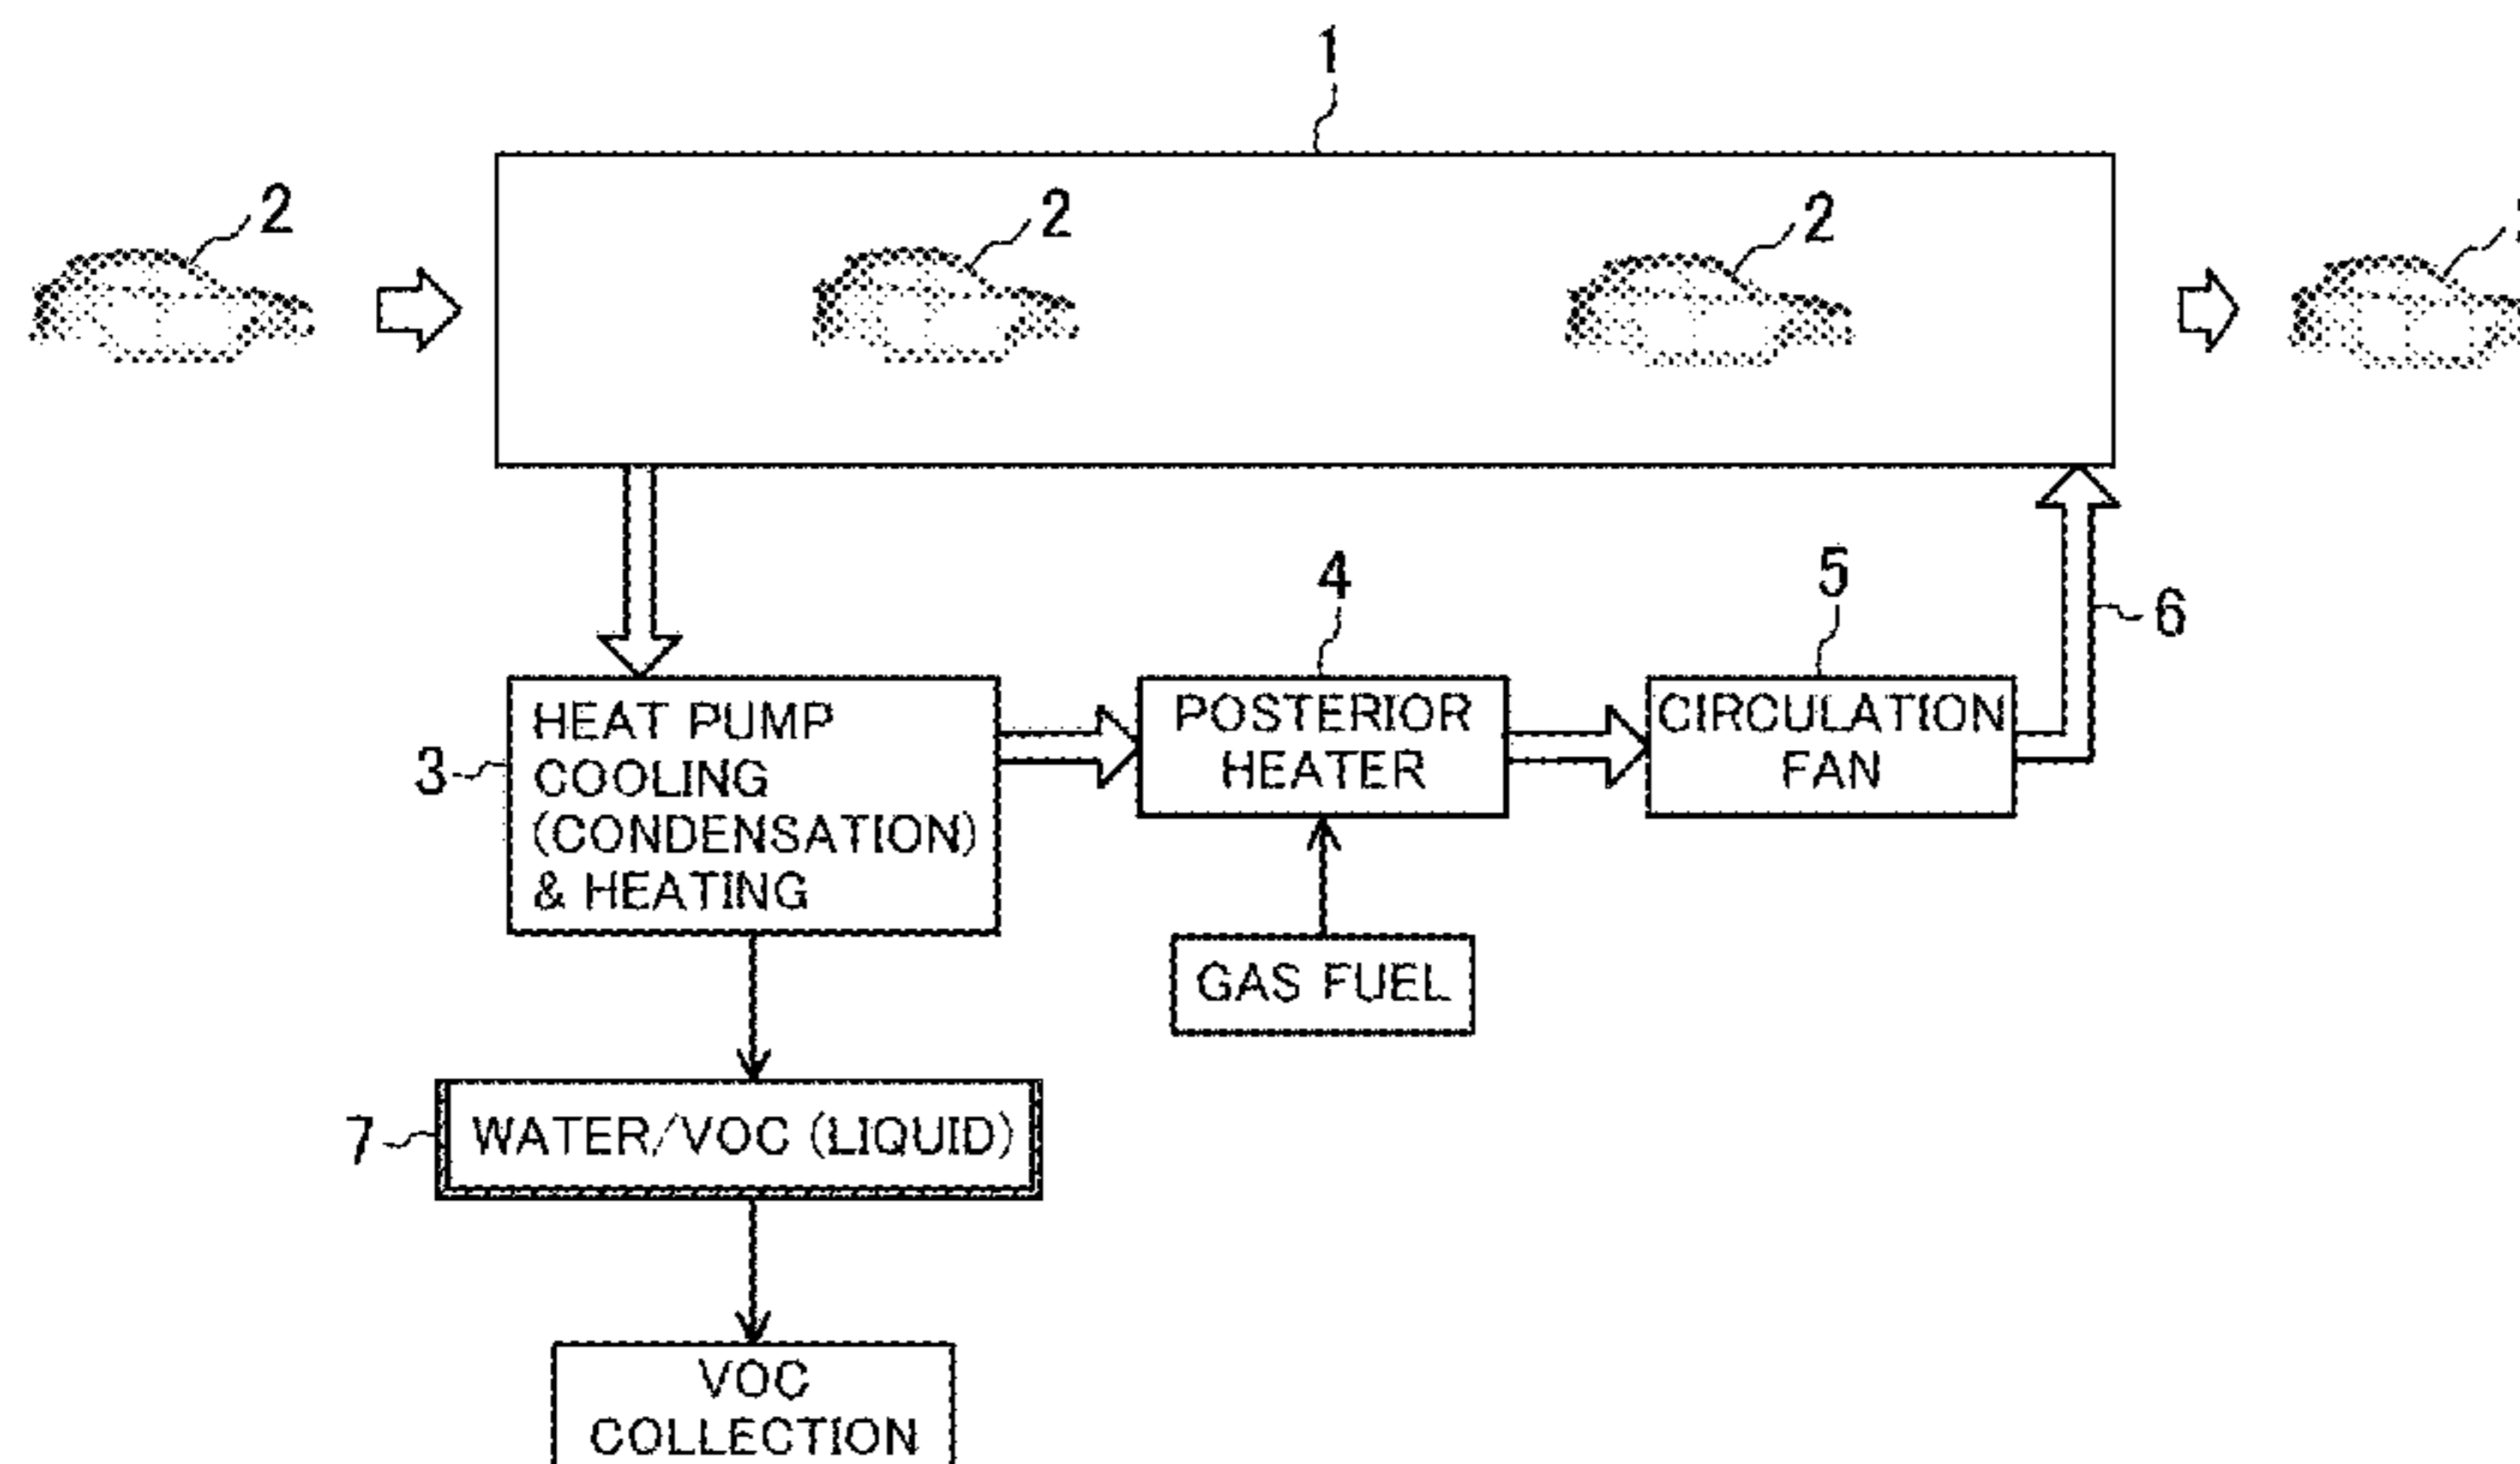 1
2
2
2
4
5
6
3
HEAT PUMP
COOLING
(CONDENSATION)
& HEATING
POSTERIOR
HEATER
CIRCULATION
FAN
GAS FUEL
7
WATER/VOC (LIQUID)
VOC
COLLECTION